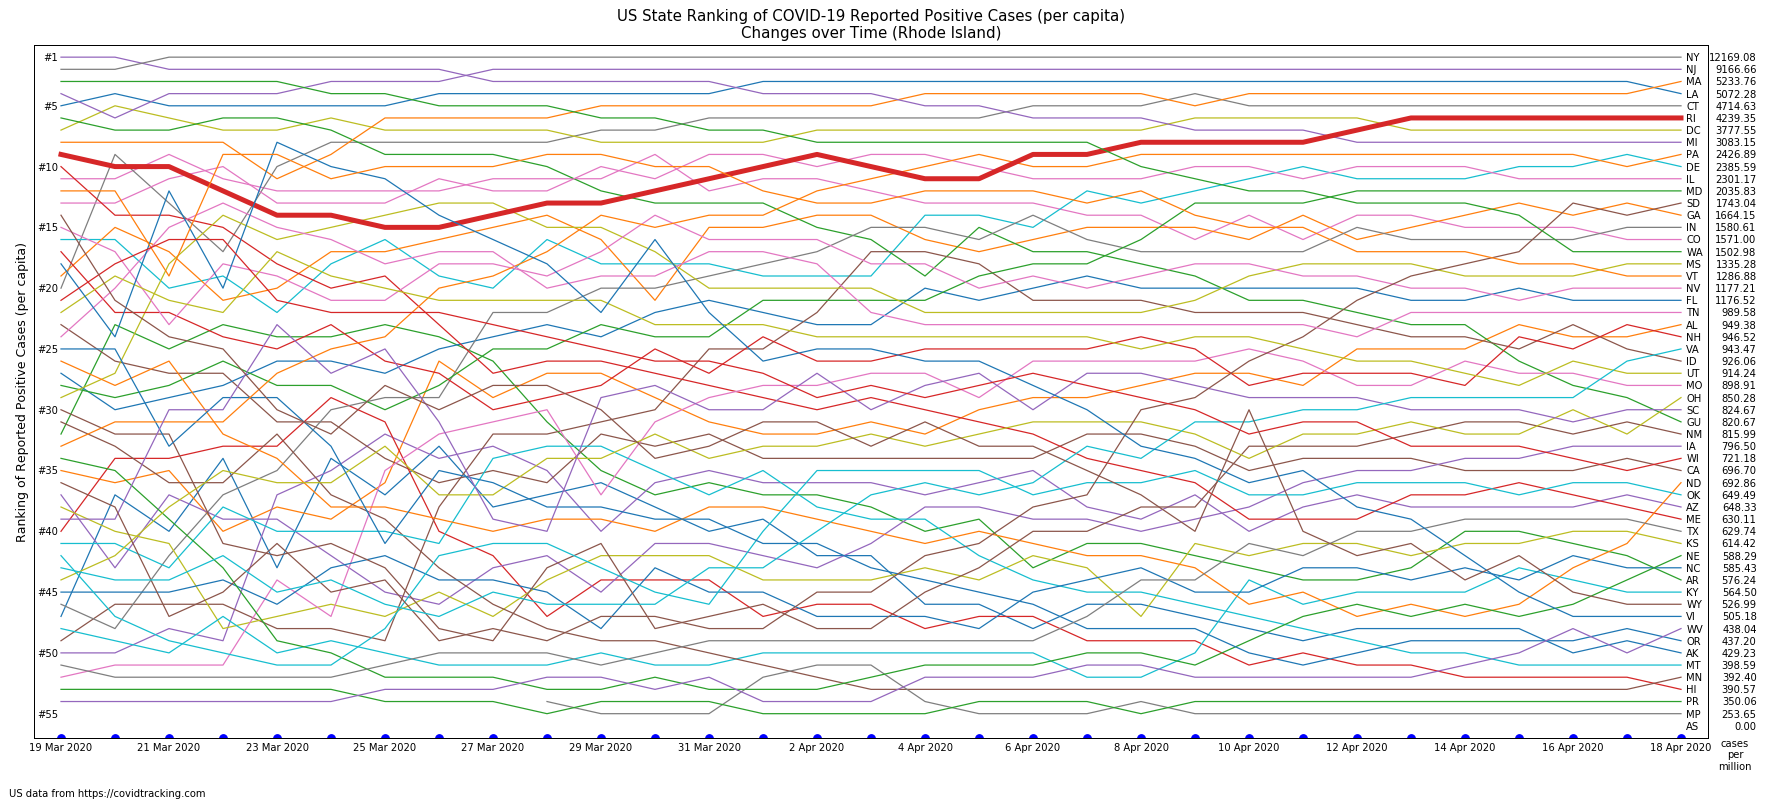 US State Ranking of COVID-19 Reported Positive Cases (per capita)
Changes over Time (Rhode Island)
Ranking of Reported Positive Cases (per capita)
#1
#5
#10
#15
#20
#25
#30
#35
#40
#45
#50
#55
NY 12169.08
NJ 9166.66
MA 5233.76
LA 5072.28
CT 4714.63
RI 4239.35
DC 3777.55
MI 3083.15
PA 2426.89
DE 2385.59
IL 2301.17
MD 2035.83
SD 1743.04
GA 1664.15
IN 1580.61
CO 1571.00
WA 1502.98
MS 1335.28
VT 1286.88
NV 1177.21
FL 1176.52
TN 989.58
AL 949.38
NH 946.52
VA 943.47
ID 926.06
UT 914.24
MO 898.91
OH 850.28
SC 824.67
GU 820.67
NM 815.99
IA 796.50
WI 721.18
CA 696.70
ND 692.86
OK 649.49
AZ 648.33
ME 630.11
TX 629.74
KS 614.42
NE 588.29
NC 585.43
AR 576.24
KY 564.50
WY 526.99
VI 505.18
WV 438.04
OR 437.20
AK 429.23
MT 398.59
MN 392.40
HI 390.57
PR 350.06
MP 253.65
AS 0.00
19 Mar 2020 21 Mar 2020 23 Mar 2020 25 Mar 2020 27 Mar 2020 29 Mar 2020 31 Mar 2020 2 Apr 2020 4 Apr 2020 6 Apr 2020 8 Apr 2020 10 Apr 2020 12 Apr 2020 14 Apr 2020 16 Apr 2020 18 Apr 2020
cases
per
million
US data from https://covidtracking.com